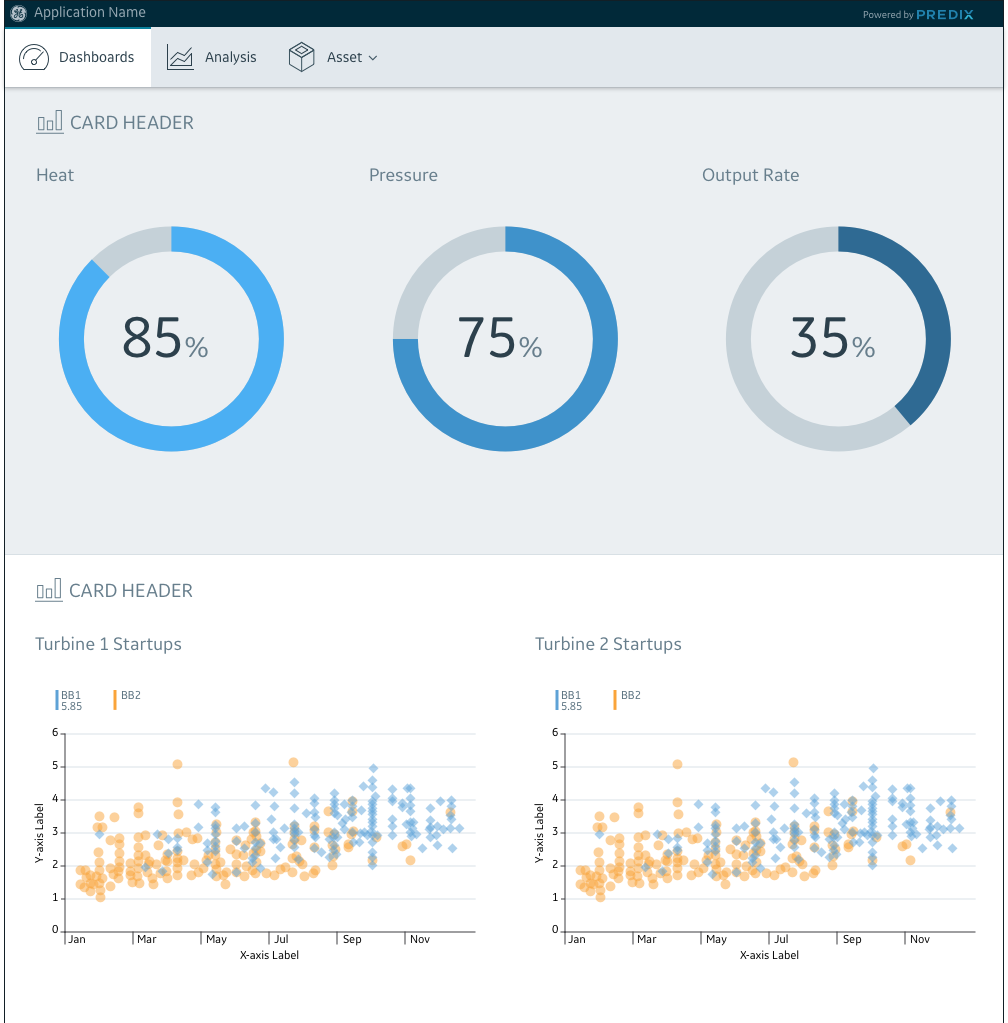 Application Name
Powered by PREDIX
Dashboards
Analysis
Asset
CARD HEADER
Heat
Pressure
Output Rate
85%
75%
35%
CARD HEADER
Turbine 1 Startups
Turbine 2 Startups
BB1
5.85
BB2
6
5
4
3
2
1
0
Y-axis Label
Jan
Mar
May
Jul
Sep
Nov
X-axis Label
BB1
5.85
BB2
6
5
4
3
2
1
0
Y-axis Label
Jan
Mar
May
Jul
Sep
Nov
X-axis Label